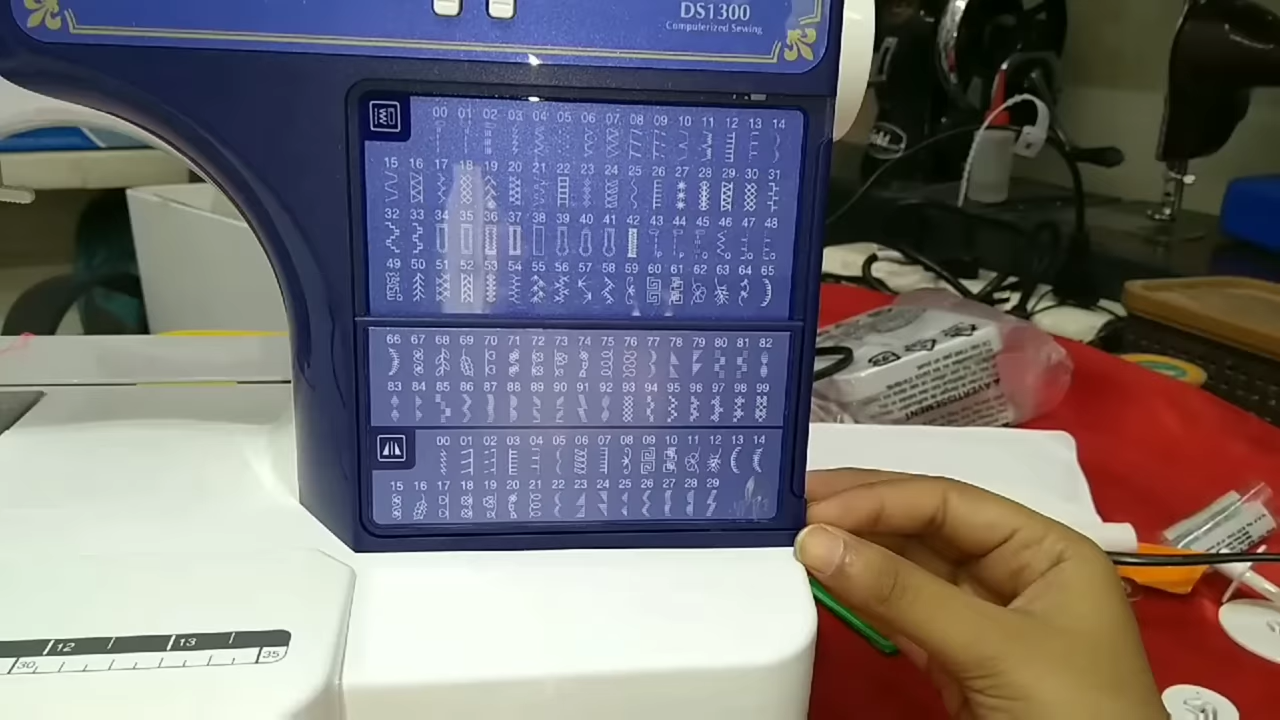 DS1300
Computerized Sewing
00 01 02 03 04 05 06 07 08 09 10 11 12 13 14
15 16 17 18 19 20 21 22 23 24 25 26 27 28 29 30 31
32 33 34 35 36 37 38 39 40 41 42 43 44 45 46 47 48
49 50 51 52 53 54 55 56 57 58 59 60 61 62 63 64 65
66 67 68 69 70 71 72 73 74 75 76 77 78 79 80 81 82
83 84 85 86 87 88 89 90 91 92 93 94 95 96 97 98 99
00 01 02 03 04 05 06 07 08 09 10 11 12 13 14
15 16 17 18 19 20 21 22 23 24 25 26 27 28 29
12 13
30 35
AVERTISSEMENT